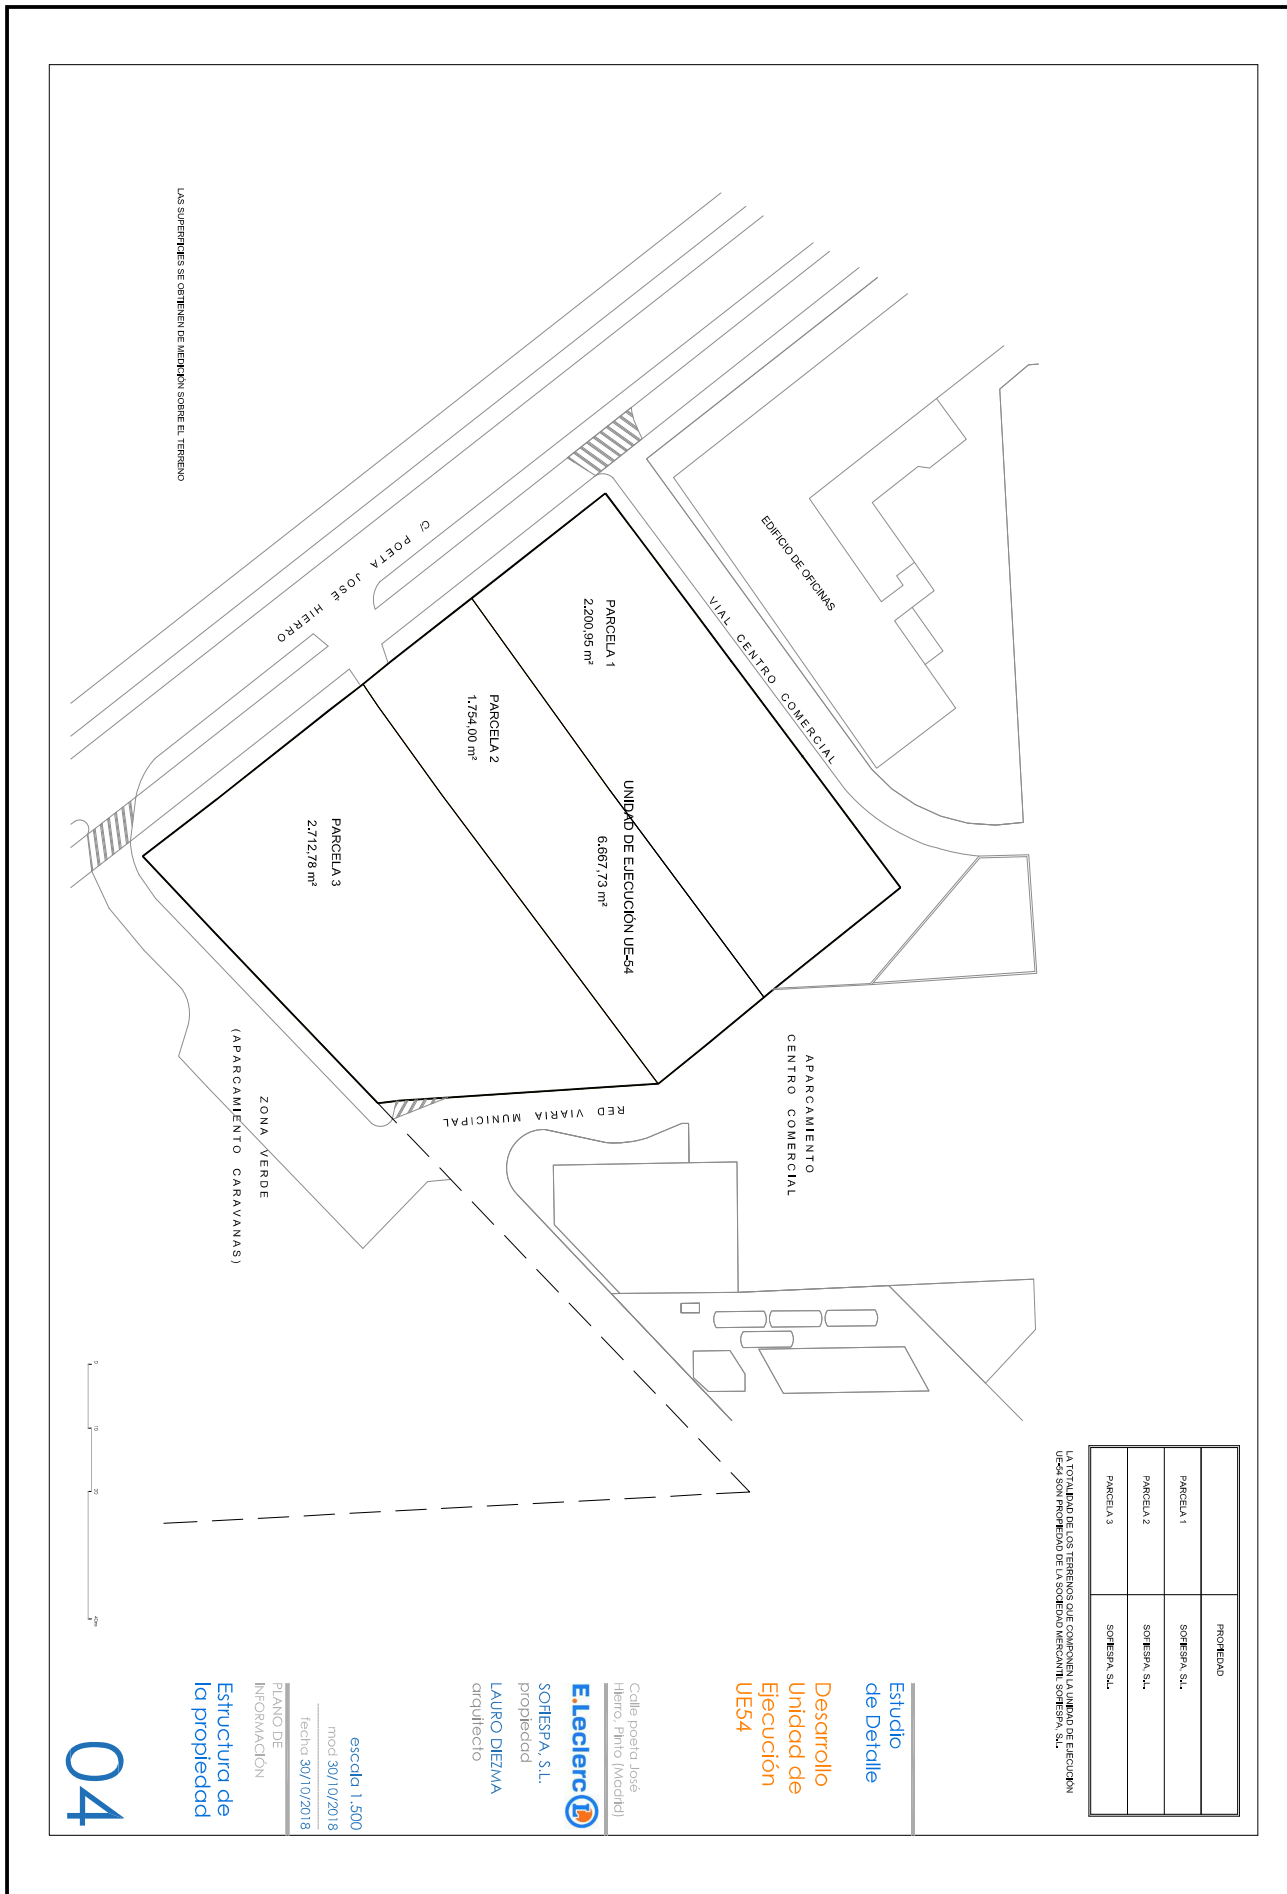 PROPIEDAD
PARCELA 1 SOFIESPA, S.L.
PARCELA 2 SOFIESPA, S.L.
PARCELA 3 SOFIESPA, S.L.
LA TOTALIDAD DE LOS TERRENOS QUE COMPONEN LA UNIDAD DE EJECUCIÓN
UE-54 SON PROPIEDAD DE LA SOCIEDAD MERCANTIL SOFIESPA, S.L.
EDIFICIO DE OFICINAS
VIAL CENTRO COMERCIAL
APARCAMIENTO
CENTRO COMERCIAL
PARCELA 1
2.200,95 m²
UNIDAD DE EJECUCIÓN UE-54
6.667,73 m²
PARCELA 2
1.754,00 m²
PARCELA 3
2.712,78 m²
RED VIARIA MUNICIPAL
C/ POETA JOSÉ HIERRO
ZONA VERDE
(APARCAMIENTO CARAVANAS)
LAS SUPERFICIES SE OBTIENEN DE MEDICIÓN SOBRE EL TERRENO
0 10 20 40m
Estudio
de Detalle
Desarrollo
Unidad de
Ejecución
UE54
Calle poeta José
Hierro. Pinto (Madrid)
E.Leclerc L
SOFIESPA, S.L.
propiedad
LAURO DIEZMA
arquitecto
escala 1.500
mod 30/10/2018
fecha 30/10/2018
PLANO DE
INFORMACIÓN
Estructura de
la propiedad
04